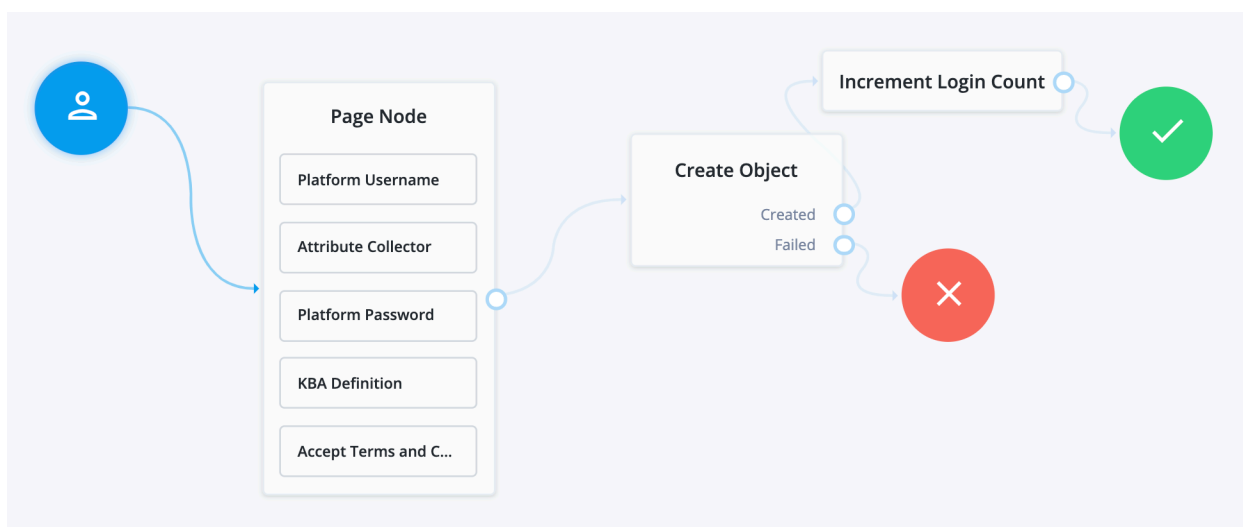 Page Node
Platform Username
Attribute Collector
Platform Password
KBA Definition
Accept Terms and C...
Create Object
Created
Failed
Increment Login Count